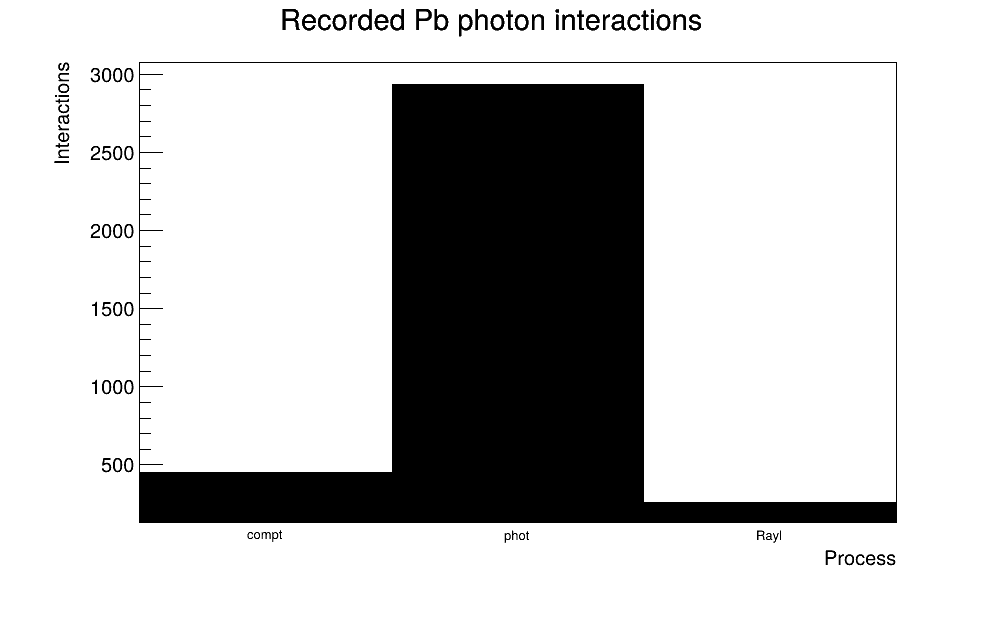 Recorded Pb photon interactions
Interactions
3000
2500
2000
1500
1000
500
compt
phot
Rayl
Process